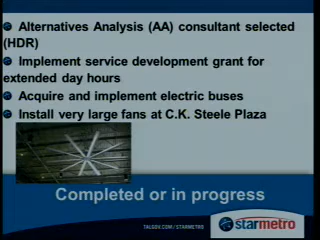 Alternatives Analysis (AA) consultant selected
(HDR)
Implement service development grant for
extended day hours
Acquire and implement electric buses
Install very large fans at C.K. Steele Plaza
Completed or in progress
TALGOV.COM/STARMETRO
starmetro